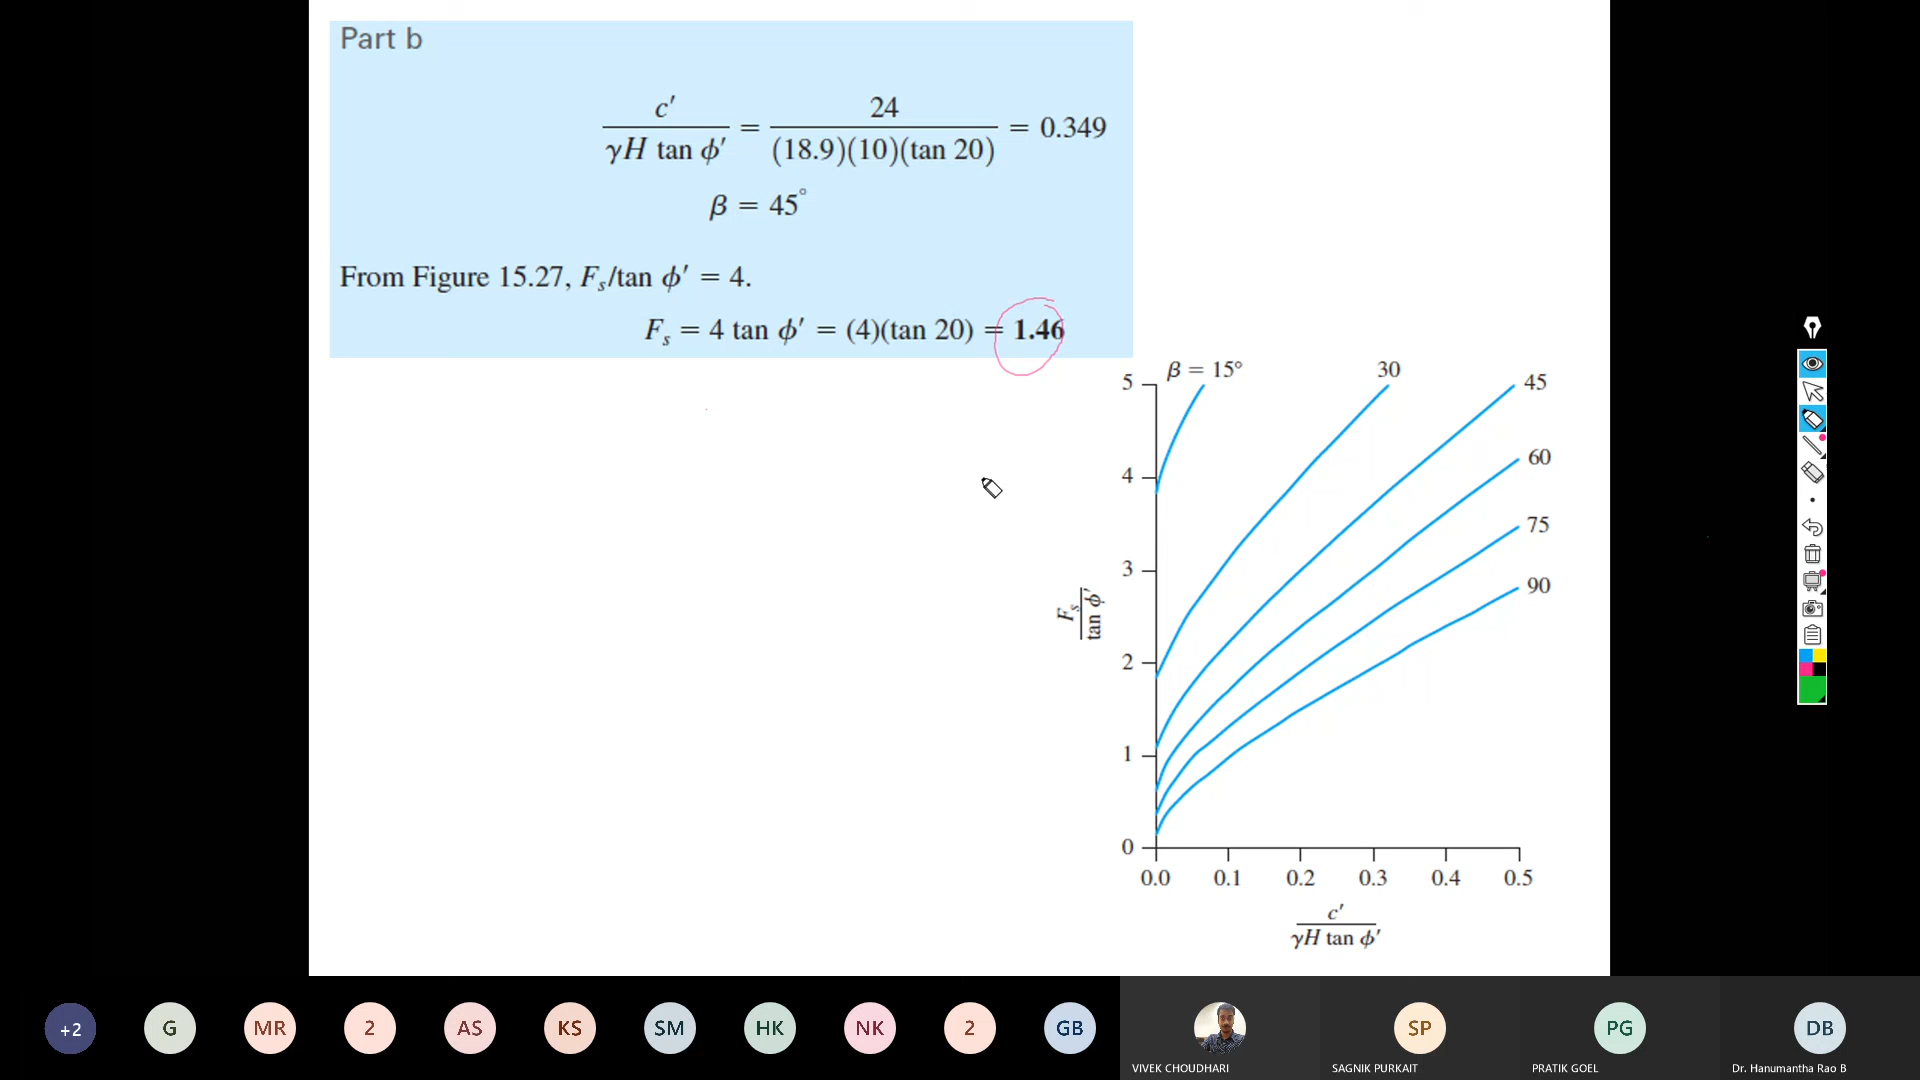 Part b
c′ / γH tan ϕ′ = 24 / (18.9)(10)(tan 20) = 0.349
β = 45°
From Figure 15.27, Fs/tan ϕ′ = 4.
Fs = 4 tan ϕ′ = (4)(tan 20) = 1.46
β = 15° 30 45
60
75
90
5
4
3
2
1
0
Fs / tan ϕ′
0.0 0.1 0.2 0.3 0.4 0.5
c′ / γH tan ϕ′
+2 G MR 2 AS KS SM HK NK 2 GB SP PG DB
VIVEK CHOUDHARI SAGNIK PURKAIT PRATIK GOEL Dr. Hanumantha Rao B